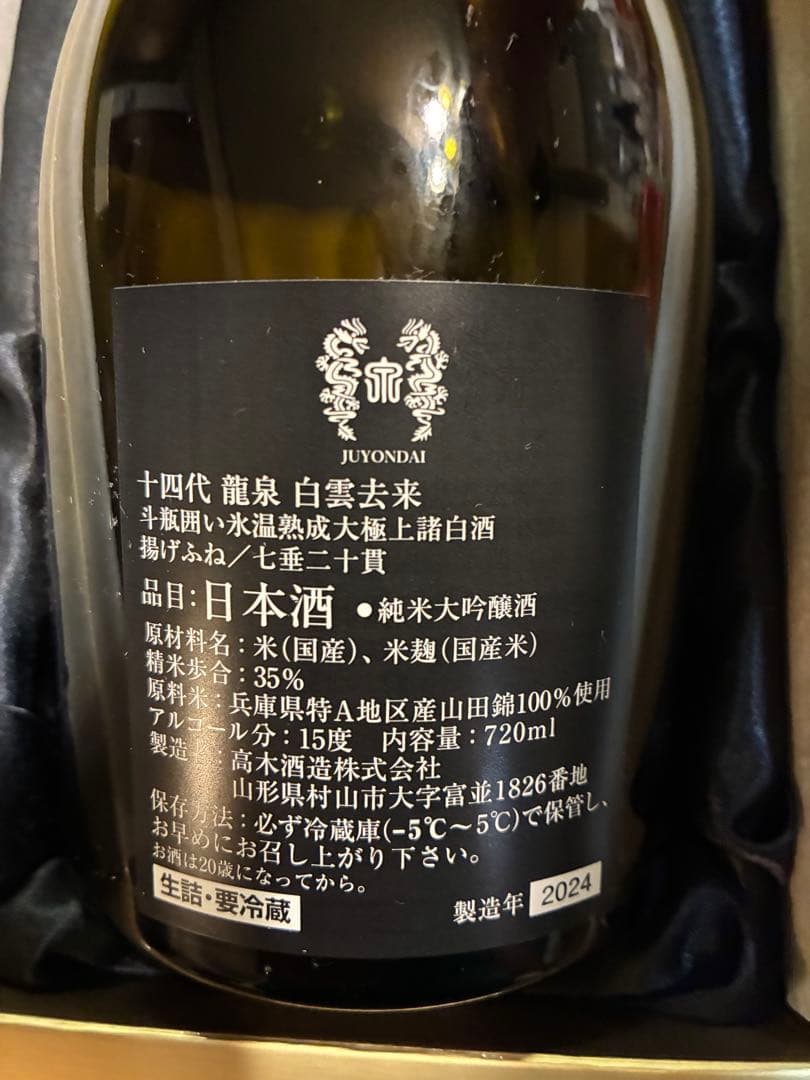 JUYONDAI
十四代 龍泉 白雲去来
斗瓶囲い氷温熟成大極上諸白酒
揚げふね/七垂二十貫
品目:日本酒 ●純米大吟醸酒
原材料名:米(国産)、米麹(国産米)
精米歩合:35%
原料米:兵庫県特A地区産山田錦100%使用
アルコール分:15度 内容量:720ml
製造 :高木酒造株式会社
山形県村山市大字富並1826番地
保存方法:必ず冷蔵庫(-5℃~5℃)で保管し、
お早めにお召し上がり下さい。
お酒は20歳になってから。
生詰・要冷蔵
製造年 2024